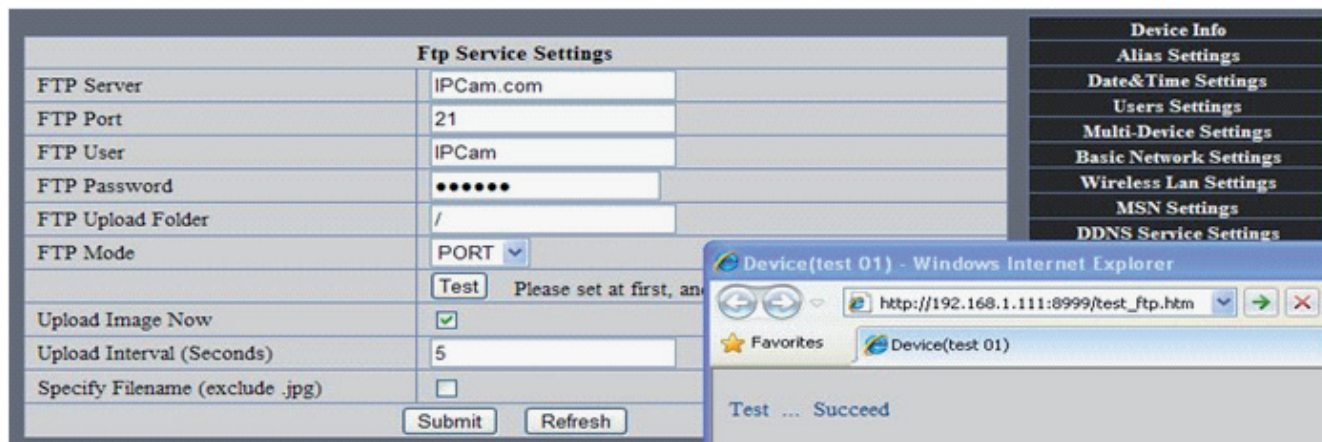 Ftp Service Settings
FTP Server IPCam.com
FTP Port 21
FTP User IPCam
FTP Password ●●●●●●
FTP Upload Folder /
FTP Mode PORT
Test Please set at first, an
Upload Image Now
Upload Interval (Seconds) 5
Specify Filename (exclude .jpg)
Submit Refresh
Device Info
Alias Settings
Date&Time Settings
Users Settings
Multi-Device Settings
Basic Network Settings
Wireless Lan Settings
MSN Settings
DDNS Service Settings
Device(test 01) - Windows Internet Explorer
http://192.168.1.111:8999/test_ftp.htm
Favorites Device(test 01)
Test ... Succeed